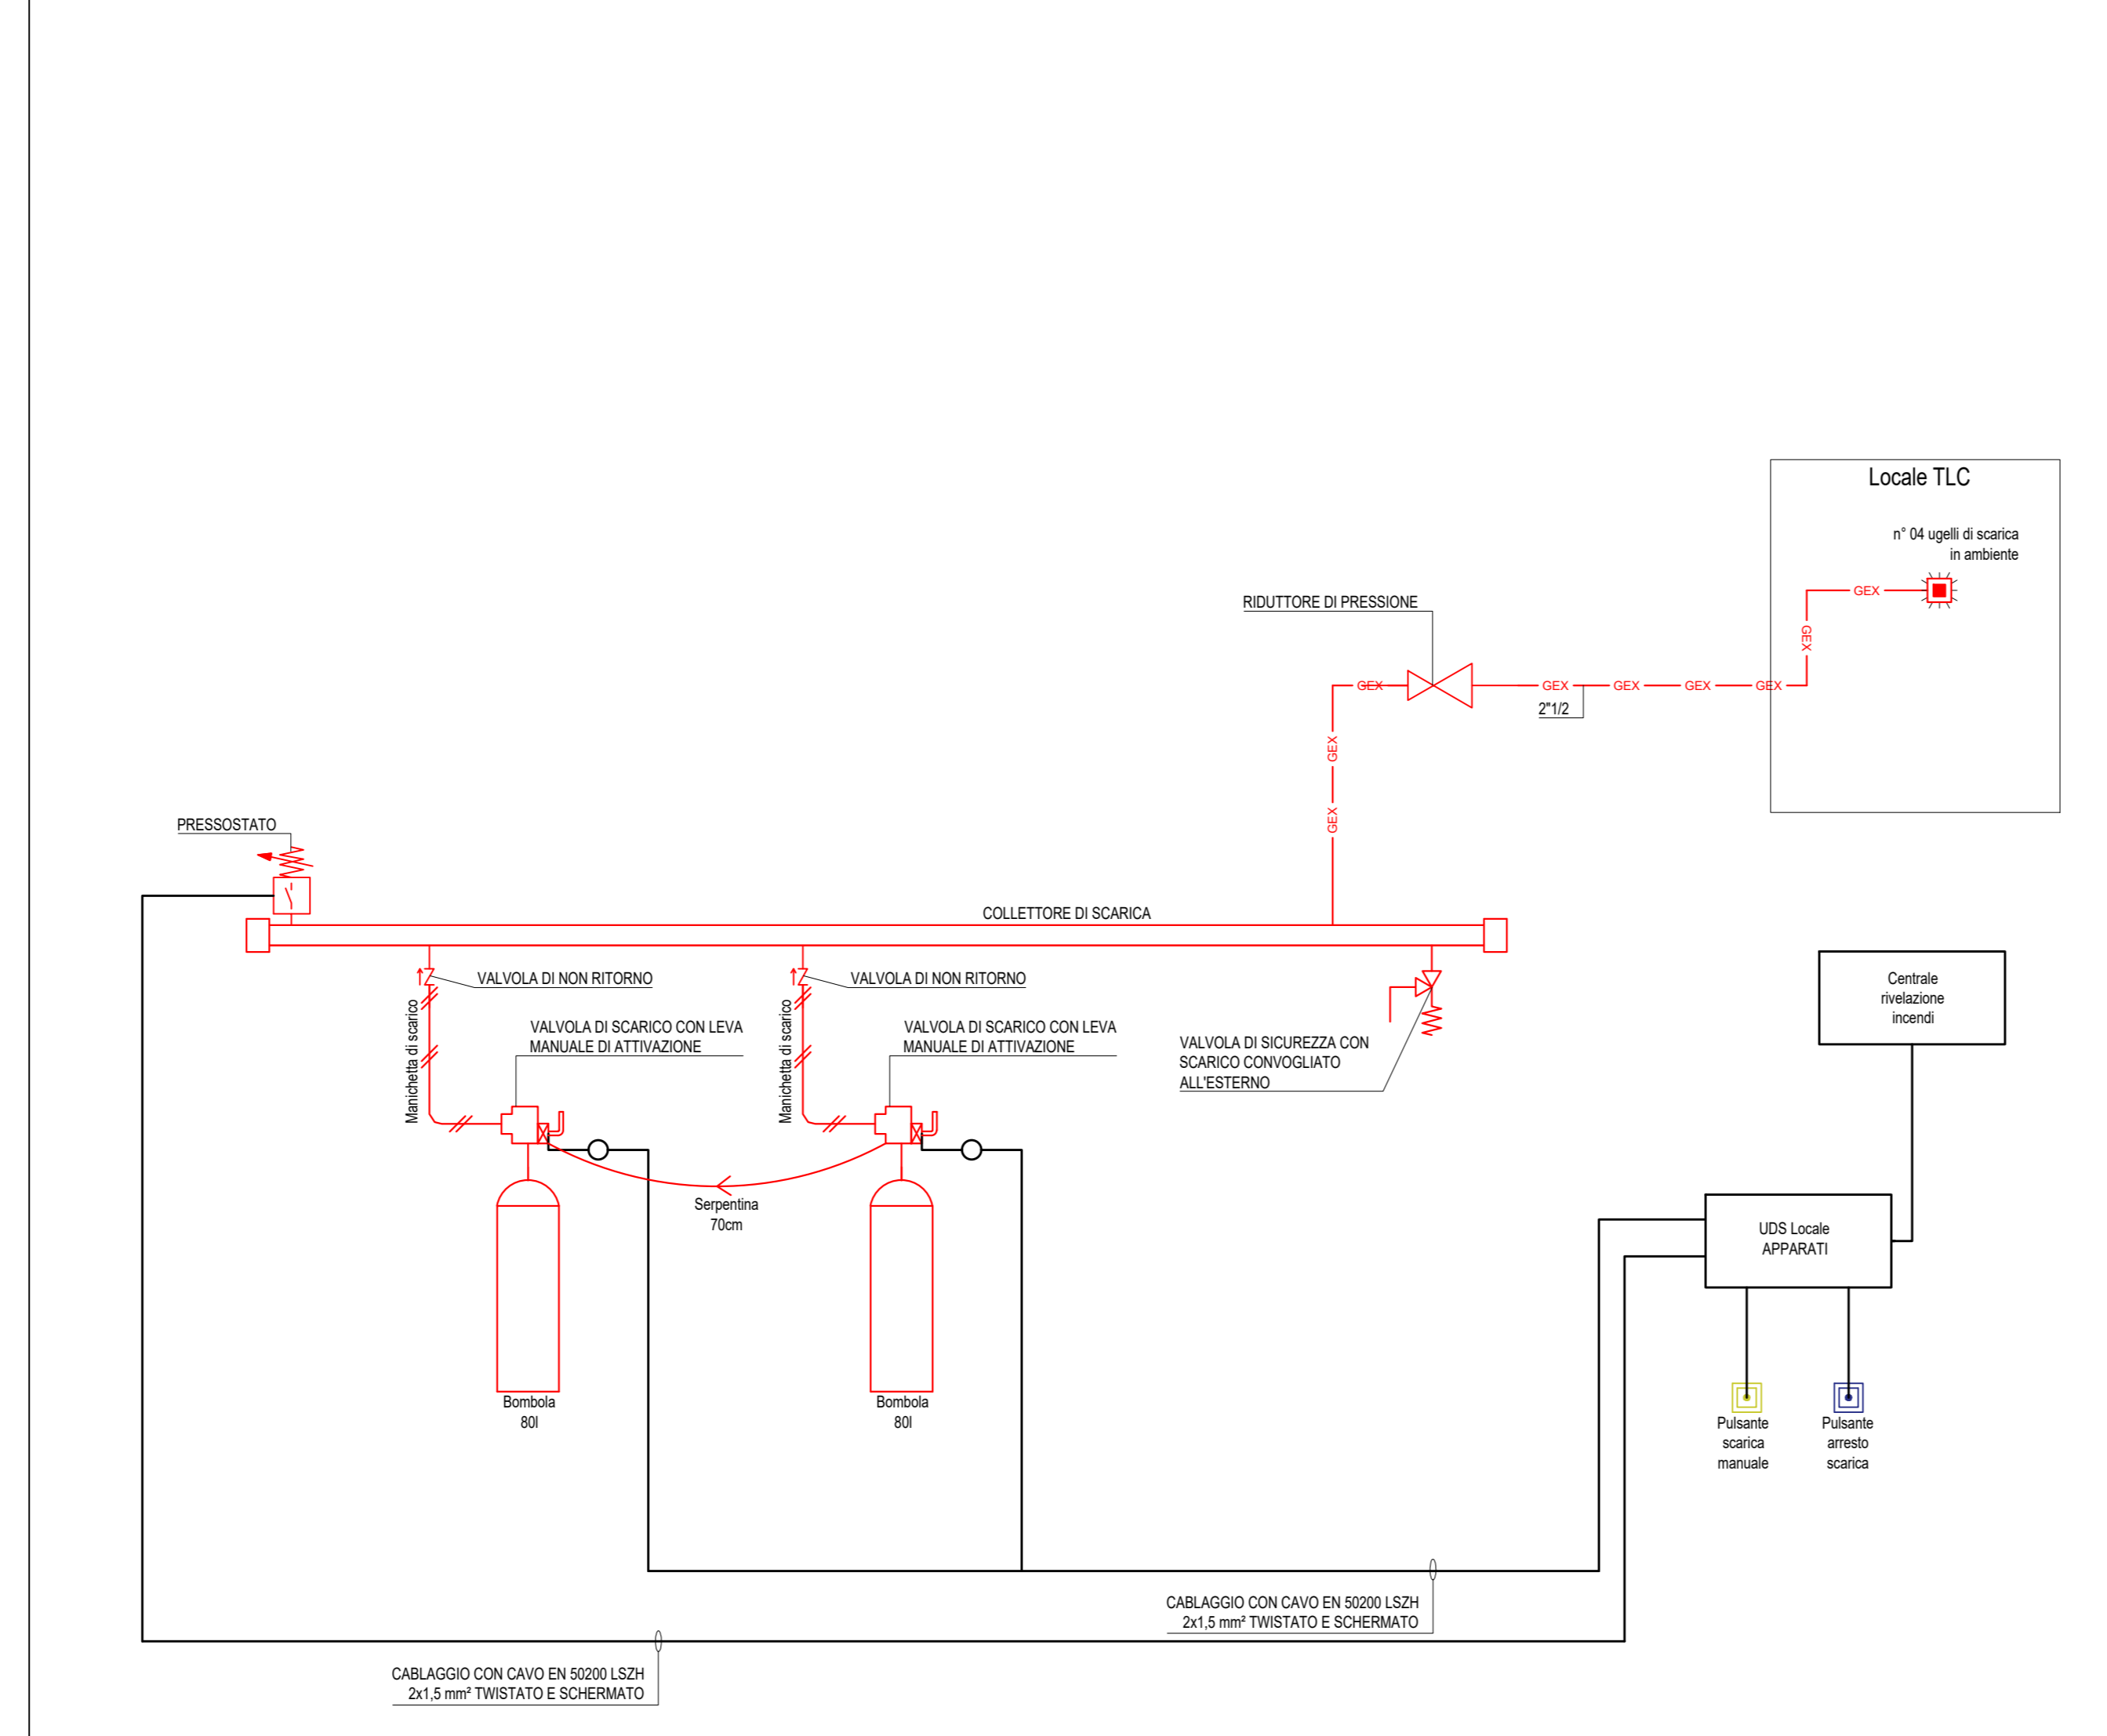 Locale TLC
n° 04 ugelli di scarica
in ambiente
GEX
GEX
RIDUTTORE DI PRESSIONE
GEX
GEX
GEX
GEX
GEX
2"1/2
GEX
GEX
PRESSOSTATO
COLLETTORE DI SCARICA
VALVOLA DI NON RITORNO
VALVOLA DI NON RITORNO
Manichetta di scarico
Manichetta di scarico
VALVOLA DI SCARICO CON LEVA
MANUALE DI ATTIVAZIONE
VALVOLA DI SCARICO CON LEVA
MANUALE DI ATTIVAZIONE
VALVOLA DI SICUREZZA CON
SCARICO CONVOGLIATO
ALL'ESTERNO
Centrale
rivelazione
incendi
Serpentina
70cm
UDS Locale
APPARATI
Bombola
80l
Bombola
80l
Pulsante
scarica
manuale
Pulsante
arresto
scarica
CABLAGGIO CON CAVO EN 50200 LSZH
2x1,5 mm² TWISTATO E SCHERMATO
CABLAGGIO CON CAVO EN 50200 LSZH
2x1,5 mm² TWISTATO E SCHERMATO